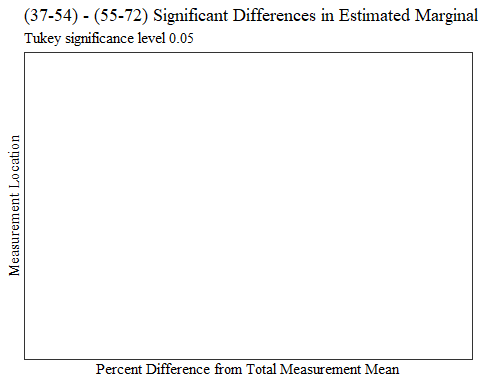 (37-54) - (55-72) Significant Differences in Estimated Marginal
Tukey significance level 0.05
Measurement Location
Percent Difference from Total Measurement Mean